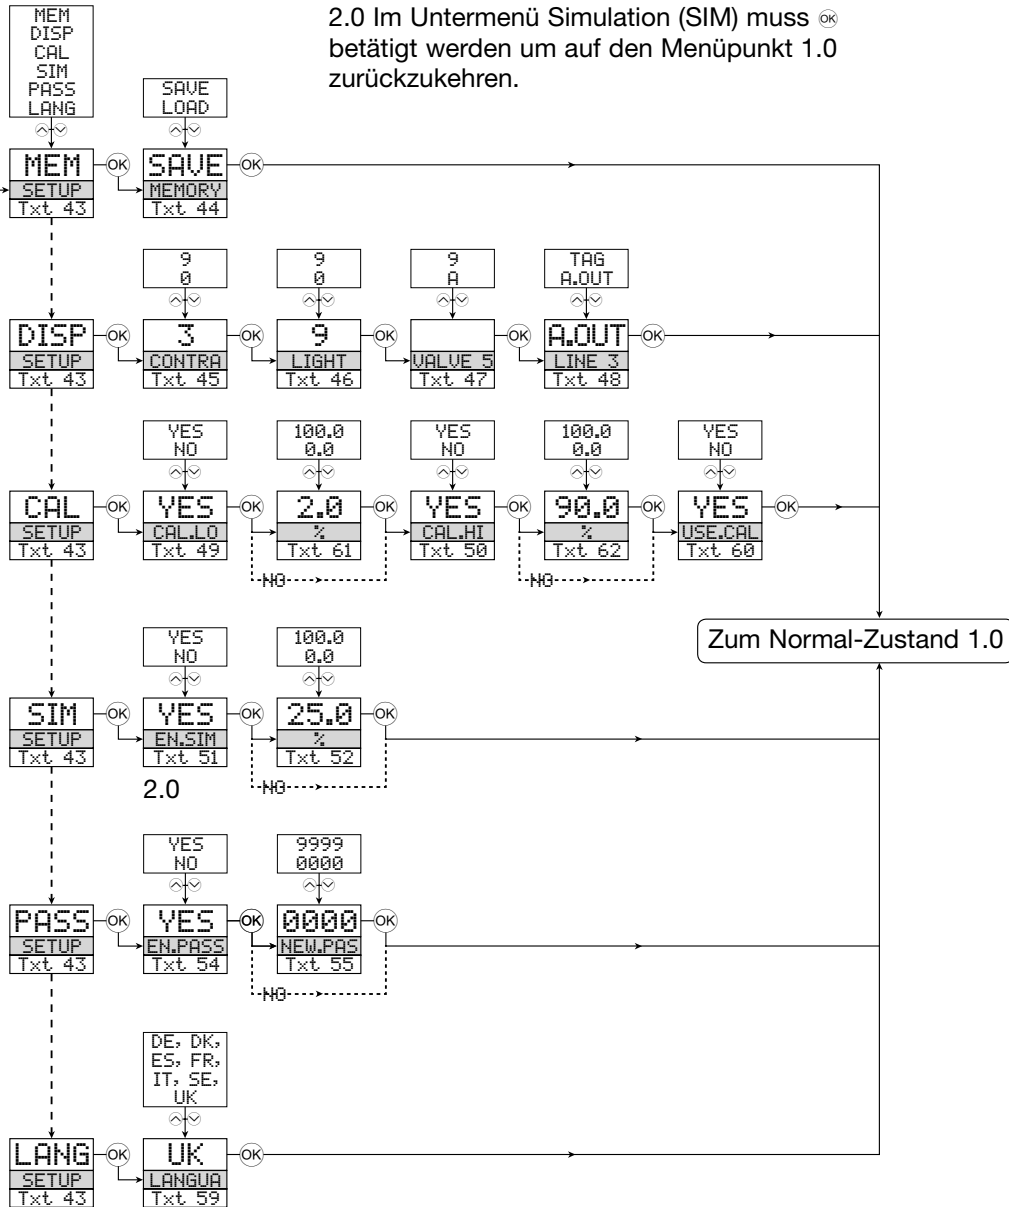 2.0 Im Untermenü Simulation (SIM) muss OK
betätigt werden um auf den Menüpunkt 1.0
zurückzukehren.
MEM
DISP
CAL
SIM
PASS
LANG
SAVE
LOAD
MEM OK SAVE OK
SETUP MEMORY
Txt 43 Txt 44
9 9 9 TAG
0 0 A A.OUT
DISP OK 3 OK 9 OK OK A.OUT OK
SETUP CONTRA LIGHT VALVE 5 LINE 3
Txt 43 Txt 45 Txt 46 Txt 47 Txt 48
YES 100.0 YES 100.0 YES
NO 0.0 NO 0.0 NO
CAL OK YES OK 2.0 OK YES OK 90.0 OK YES OK
SETUP CAL.LO % CAL.HI % USE.CAL
Txt 43 Txt 49 Txt 61 Txt 50 Txt 62 Txt 60
NO NO
Zum Normal-Zustand 1.0
YES 100.0
NO 0.0
SIM OK YES OK 25.0 OK
SETUP EN.SIM %
Txt 43 Txt 51 Txt 52
2.0 NO
YES 9999
NO 0000
PASS OK YES OK 0000 OK
SETUP EN.PASS NEW.PAS
Txt 43 Txt 54 Txt 55
NO
DE, DK,
ES, FR,
IT, SE,
UK
LANG OK UK OK
SETUP LANGUA
Txt 43 Txt 59